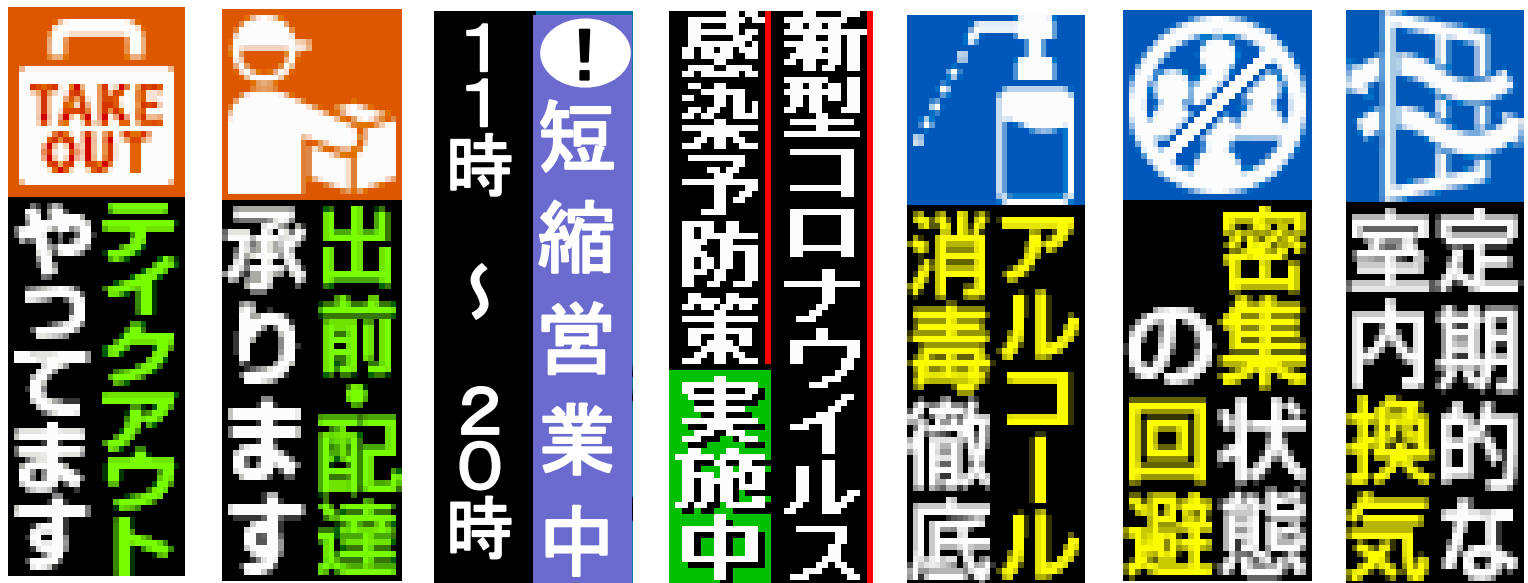 TAKE
OUT
テイクアウト
やってます
出前・配達
承ります
!
短縮営業中
11時～20時
新型コロナウイルス
感染予防策
実施中
アルコール
消毒徹底
密集状態
の回避
定期的な
室内換気